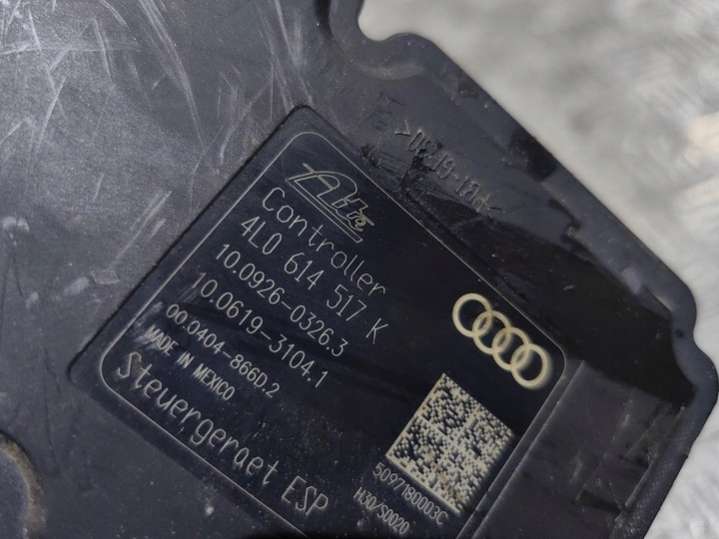 Ate
Controller
4L0 614 517 K
10.0926-0326.3
10.0619-3104.1
00.0404-866D.2
MADE IN MEXICO
Steuergeraet ESP
5097180003C
H30/S0020